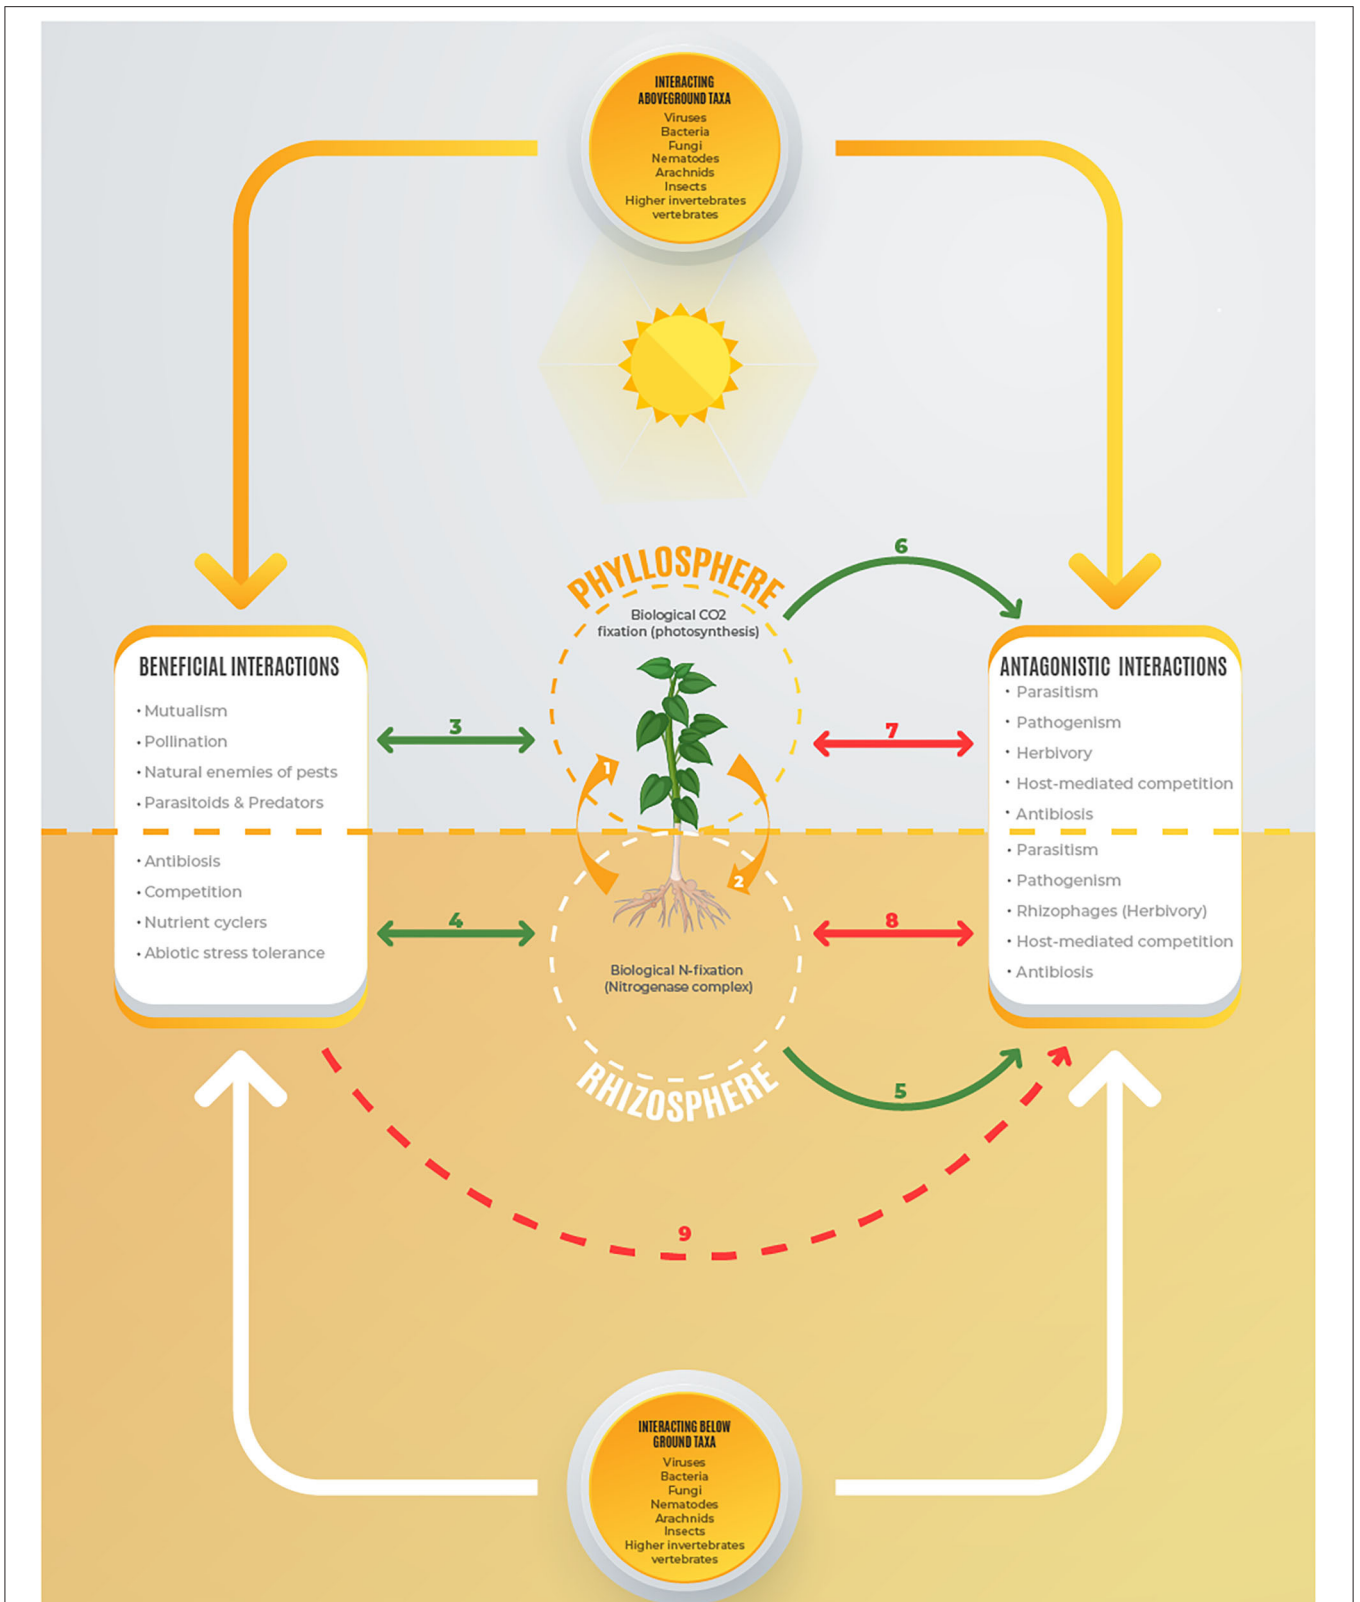 INTERACTING
ABOVEGROUND TAXA
Viruses
Bacteria
Fungi
Nematodes
Arachnids
Insects
Higher invertebrates
vertebrates
PHYLLOSPHERE
Biological CO2
fixation (photosynthesis)
6
BENEFICIAL INTERACTIONS
• Mutualism
• Pollination
• Natural enemies of pests
• Parasitoids & Predators
• Antibiosis
• Competition
• Nutrient cyclers
• Abiotic stress tolerance
3
4
1
2
7
8
ANTAGONISTIC INTERACTIONS
• Parasitism
• Pathogenism
• Herbivory
• Host-mediated competition
• Antibiosis
• Parasitism
• Pathogenism
• Rhizophages (Herbivory)
• Host-mediated competition
• Antibiosis
Biological N-fixation
(Nitrogenase complex)
RHIZOSPHERE
5
9
INTERACTING BELOW
GROUND TAXA
Viruses
Bacteria
Fungi
Nematodes
Arachnids
Insects
Higher invertebrates
vertebrates